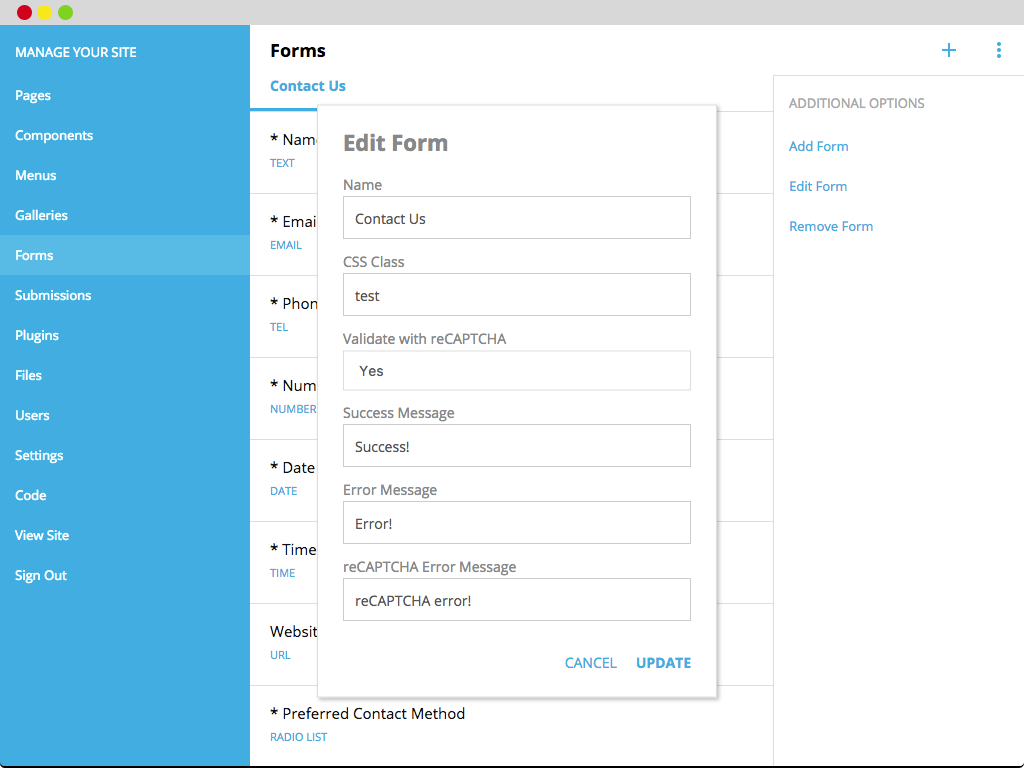 MANAGE YOUR SITE
Pages
Components
Menus
Galleries
Forms
Submissions
Plugins
Files
Users
Settings
Code
View Site
Sign Out
Forms
Contact Us
* Name
TEXT
* Emai
EMAIL
* Phon
TEL
* Num
NUMBER
* Date
DATE
* Time
TIME
Websit
URL
* Preferred Contact Method
RADIO LIST
Edit Form
Name
Contact Us
CSS Class
test
Validate with reCAPTCHA
Yes
Success Message
Success!
Error Message
Error!
reCAPTCHA Error Message
reCAPTCHA error!
CANCEL UPDATE
ADDITIONAL OPTIONS
Add Form
Edit Form
Remove Form